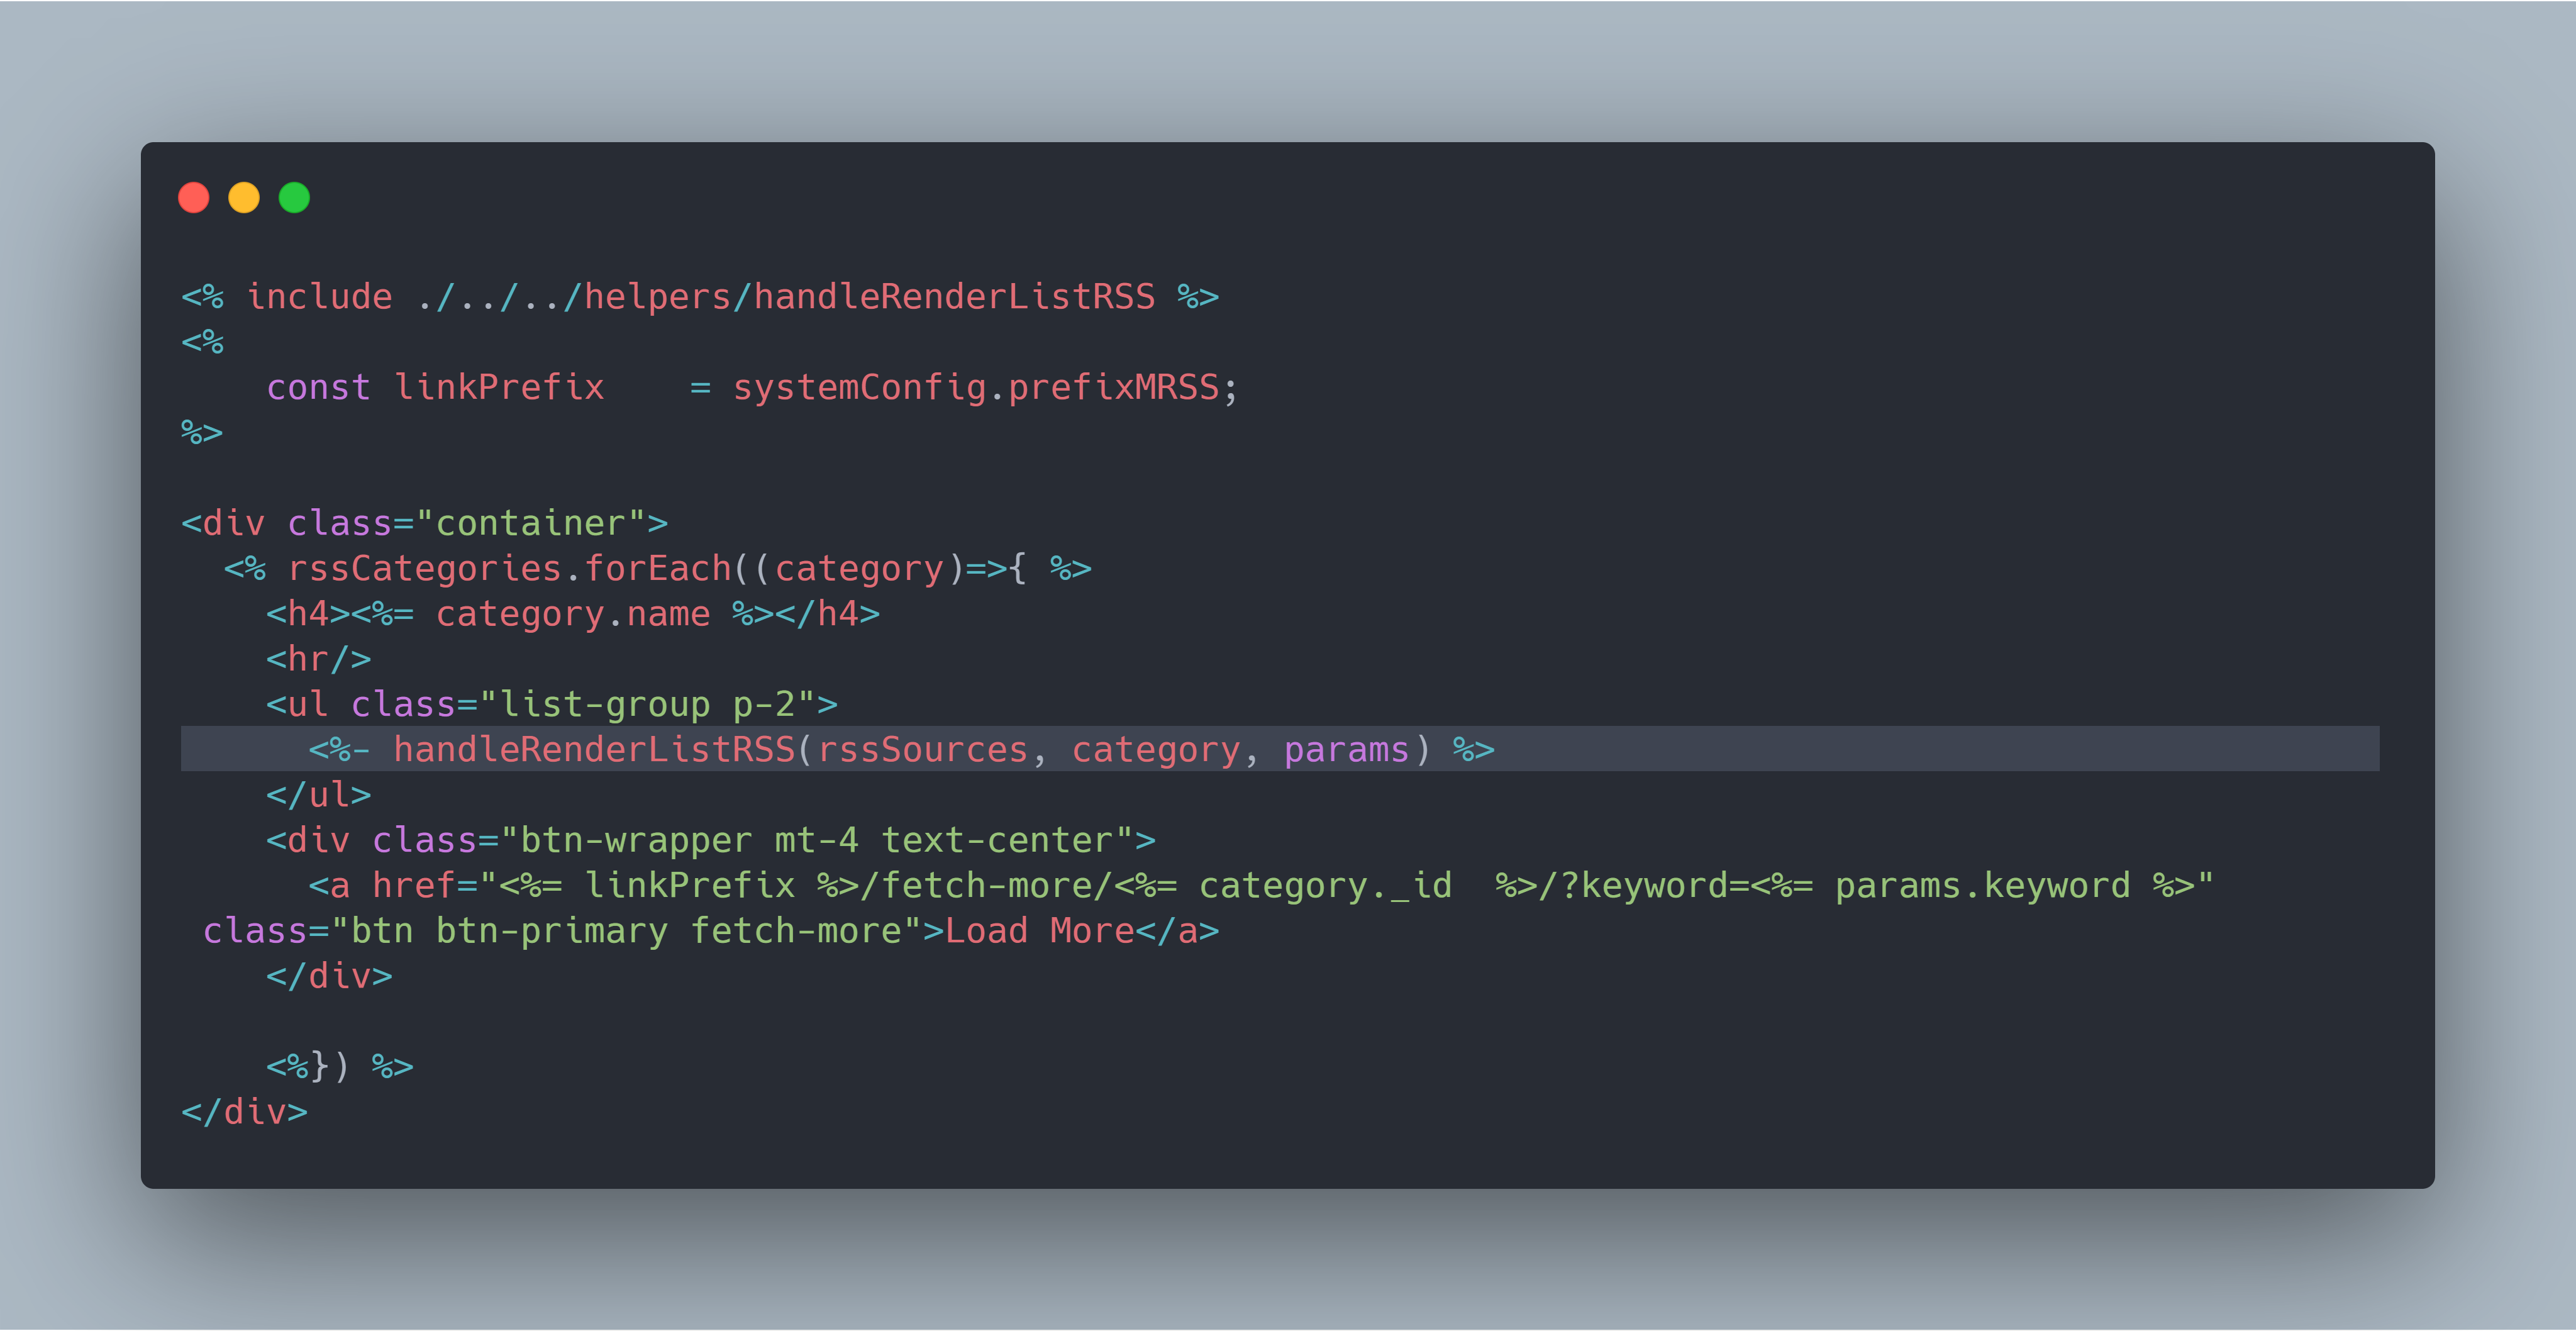 <% include ./../../helpers/handleRenderListRSS %>
<%
    const linkPrefix    = systemConfig.prefixMRSS;
%>

<div class="container">
  <% rssCategories.forEach((category)=>{ %>
    <h4><%= category.name %></h4>
    <hr/>
    <ul class="list-group p-2">
      <%- handleRenderListRSS(rssSources, category, params) %>
    </ul>
    <div class="btn-wrapper mt-4 text-center">
      <a href="<%= linkPrefix %>/fetch-more/<%= category._id  %>/?keyword=<%= params.keyword %>"
 class="btn btn-primary fetch-more">Load More</a>
    </div>

    <%}) %>
</div>